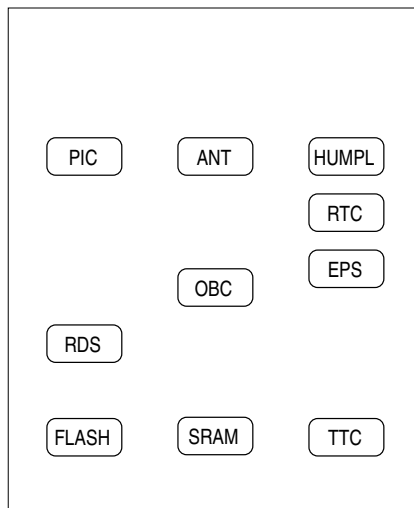 PIC ANT HUMPL
RTC
EPS
OBC
RDS
FLASH SRAM TTC